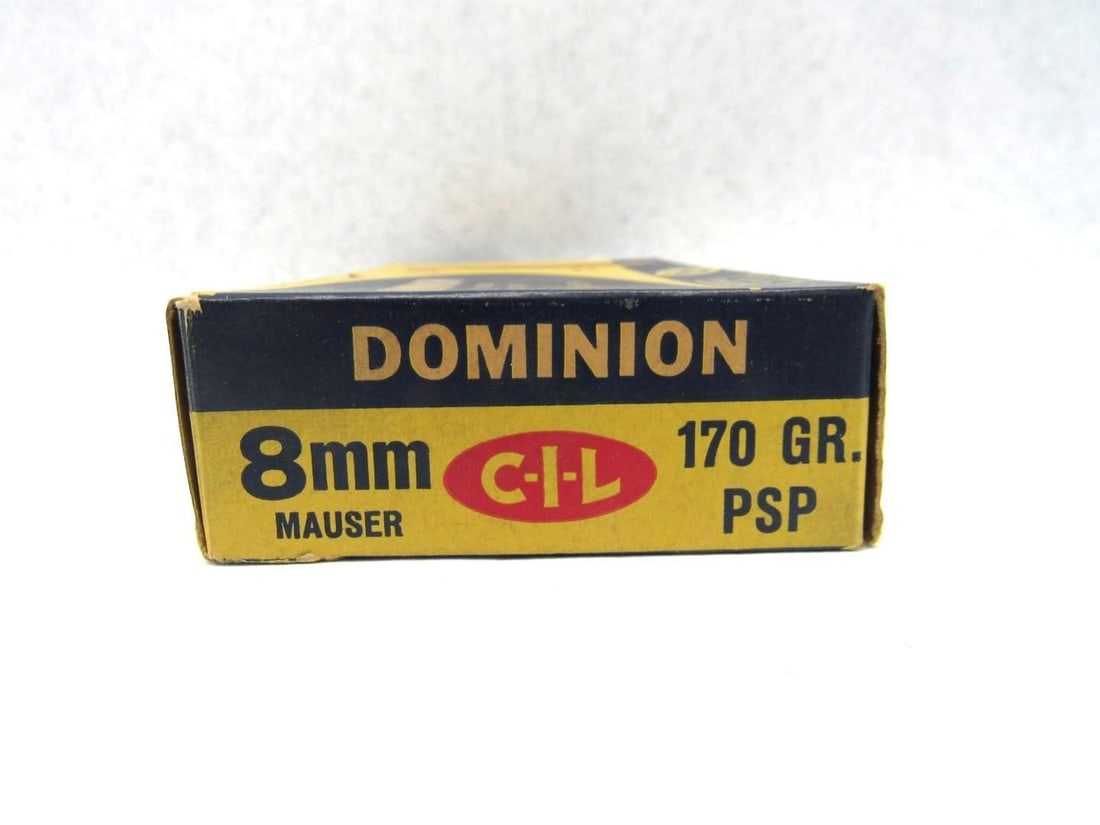 DOMINION
8mm
MAUSER
C-I-L
170 GR.
PSP